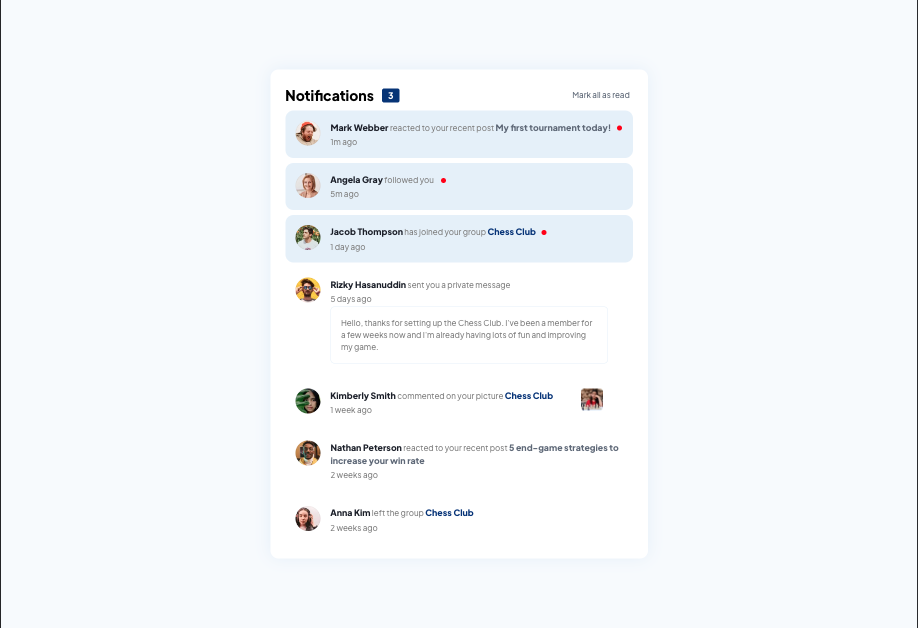 Notifications 3 Mark all as read
Mark Webber reacted to your recent post My first tournament today!
1m ago
Angela Gray followed you
5m ago
Jacob Thompson has joined your group Chess Club
1 day ago
Rizky Hasanuddin sent you a private message
5 days ago
Hello, thanks for setting up the Chess Club. I've been a member for
a few weeks now and I'm already having lots of fun and improving
my game.
Kimberly Smith commented on your picture Chess Club
1 week ago
Nathan Peterson reacted to your recent post 5 end-game strategies to
increase your win rate
2 weeks ago
Anna Kim left the group Chess Club
2 weeks ago